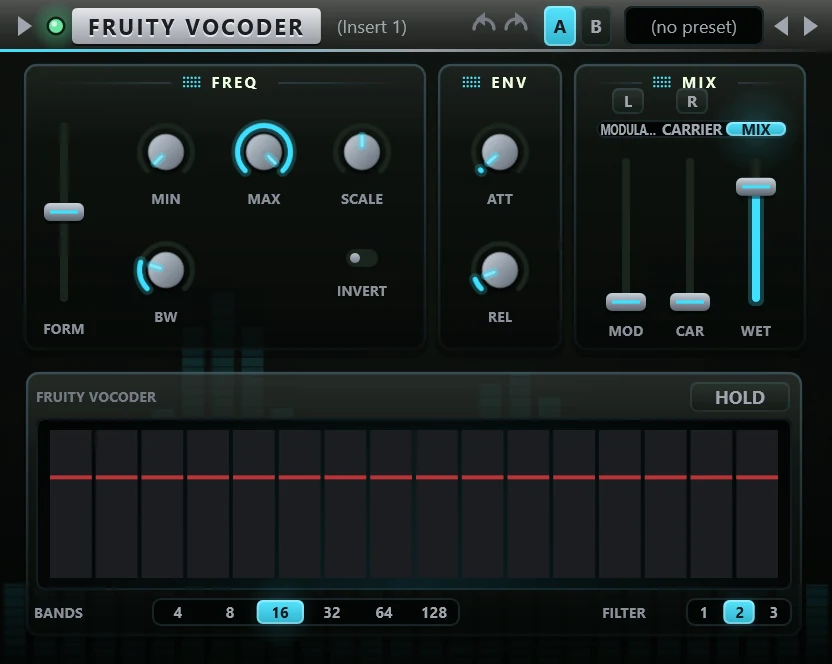 FRUITY VOCODER (Insert 1) A B (no preset)
FREQ ENV MIX
L R
MODULA... CARRIER MIX
MIN MAX SCALE ATT
INVERT
BW REL
FORM MOD CAR WET
FRUITY VOCODER HOLD
BANDS 4 8 16 32 64 128 FILTER 1 2 3